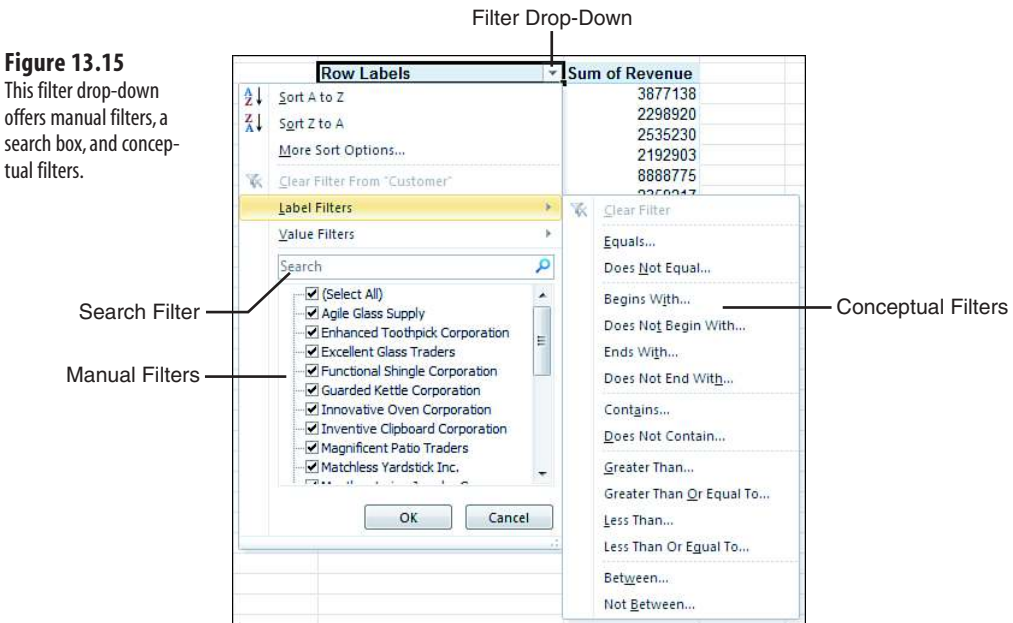 Filter Drop-Down
Figure 13.15
This filter drop-down
offers manual filters, a
search box, and concep-
tual filters.
Row Labels
Sum of Revenue
3877138
2298920
2535230
2192903
8888775
Sort A to Z
Sort Z to A
More Sort Options...
Clear Filter From "Customer"
Label Filters
Value Filters
Search
(Select All)
Agile Glass Supply
Enhanced Toothpick Corporation
Excellent Glass Traders
Functional Shingle Corporation
Guarded Kettle Corporation
Innovative Oven Corporation
Inventive Clipboard Corporation
Magnificent Patio Traders
Matchless Yardstick Inc.
OK
Cancel
Clear Filter
Equals...
Does Not Equal...
Begins With...
Does Not Begin With...
Ends With...
Does Not End With...
Contains...
Does Not Contain...
Greater Than...
Greater Than Or Equal To...
Less Than...
Less Than Or Equal To...
Between...
Not Between...
Search Filter
Manual Filters
Conceptual Filters